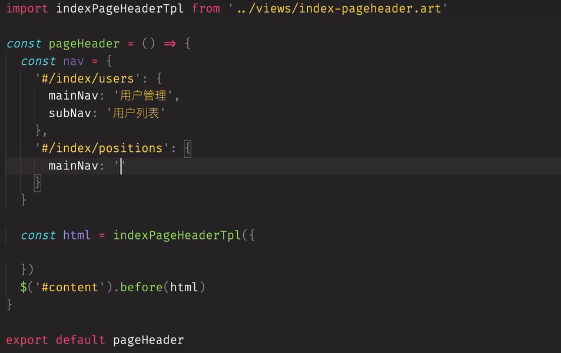 import indexPageHeaderTpl from '../views/index-pageheader.art'
const pageHeader = () => {
const nav = {
'#/index/users': {
mainNav: '用户管理',
subNav: '用户列表'
},
'#/index/positions': {
mainNav: ''
}
}
const html = indexPageHeaderTpl({
})
$('#content').before(html)
}
export default pageHeader